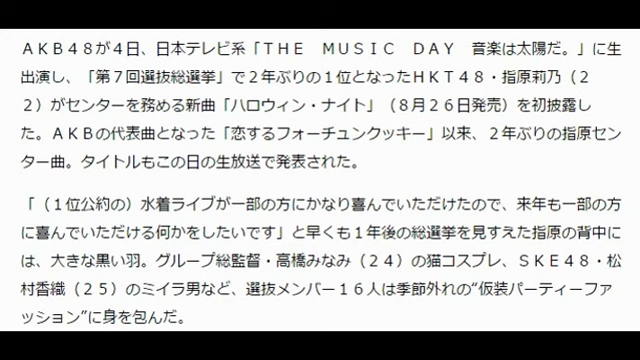 ＡＫＢ４８が４日、日本テレビ系「ＴＨＥ　ＭＵＳＩＣ　ＤＡＹ　音楽は太陽だ。」に生
出演し、「第７回選抜総選挙」で２年ぶりの１位となったＨＫＴ４８・指原莉乃（２
２）がセンターを務める新曲「ハロウィン・ナイト」（８月２６日発売）を初披露し
た。ＡＫＢの代表曲となった「恋するフォーチュンクッキー」以来、２年ぶりの指原セン
ター曲。タイトルもこの日の生放送で発表された。
「（１位公約の）水着ライブが一部の方にかなり喜んでいただけたので、来年も一部の方
に喜んでいただける何かをしたいです」と早くも１年後の総選挙を見すえた指原の背中に
は、大きな黒い羽。グループ総監督・高橋みなみ（２４）の猫コスプレ、ＳＫＥ４８・松
村香織（２５）のミイラ男など、選抜メンバー１６人は季節外れの“仮装パーティーファ
ッション”に身を包んだ。